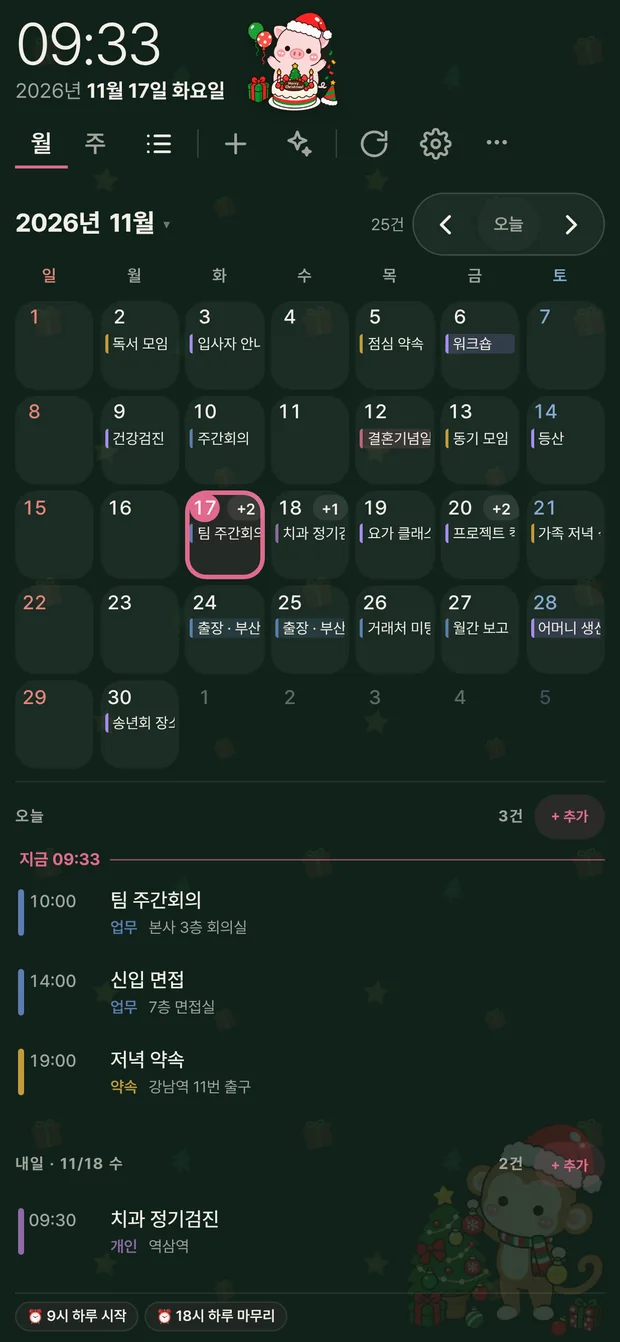 09:33
2026년 11월 17일 화요일
월 주
2026년 11월 25건 오늘
일 월 화 수 목 금 토
1 2 3 4 5 6 7
독서 모임 입사자 점심 약속 워크숍
8 9 10 11 12 13 14
건강검진 주간회의 결혼기념일 동기 모임 등산
15 16 17 +2 18 +1 19 20 +2 21
팀 주간회의 치과 요가 프로젝트 가족 저녁
22 23 24 25 26 27 28
출장 · 부산 출장 · 부산 거래처 월간 보고 어머니
29 30 1 2 3 4 5
송년회
오늘 3건 + 추가
지금 09:33
10:00 팀 주간회의
업무 본사 3층 회의실
14:00 신입 면접
업무 7층 면접실
19:00 저녁 약속
약속 강남역 11번 출구
내일 · 11/18 수 2건 + 추가
09:30 치과 정기검진
개인 역삼역
9시 하루 시작 18시 하루 마무리